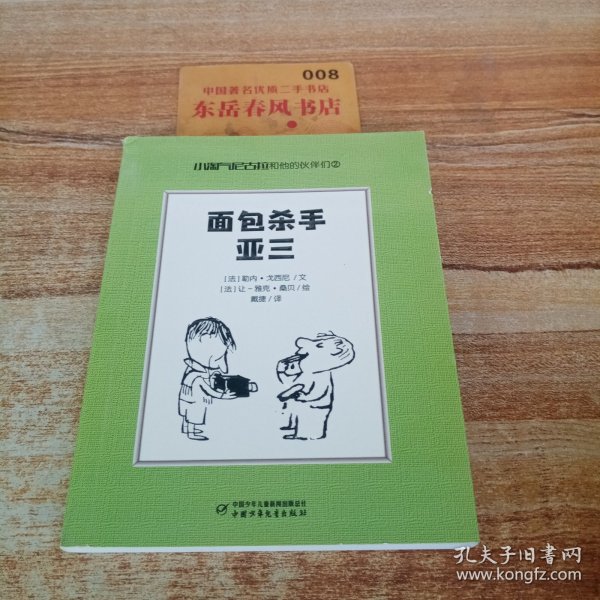 008
中国著名优质二手书店
东岳春风书店
小淘气尼古拉和他的伙伴们②
面包杀手
亚三
［法］勒内·戈西尼/文
［法］让-雅克·桑贝/绘
戴捷/译
中国少年儿童新闻出版总社
中国少年儿童出版社
孔夫子旧书网
www.kongfz.com